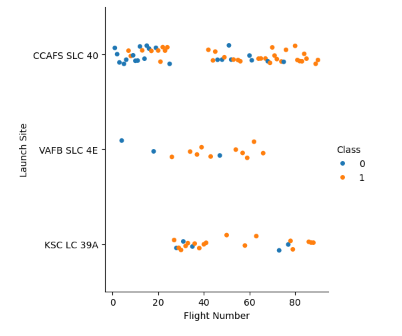 CCAFS SLC 40
VAFB SLC 4E
KSC LC 39A
Launch Site
0 20 40 60 80
Flight Number
Class
0
1